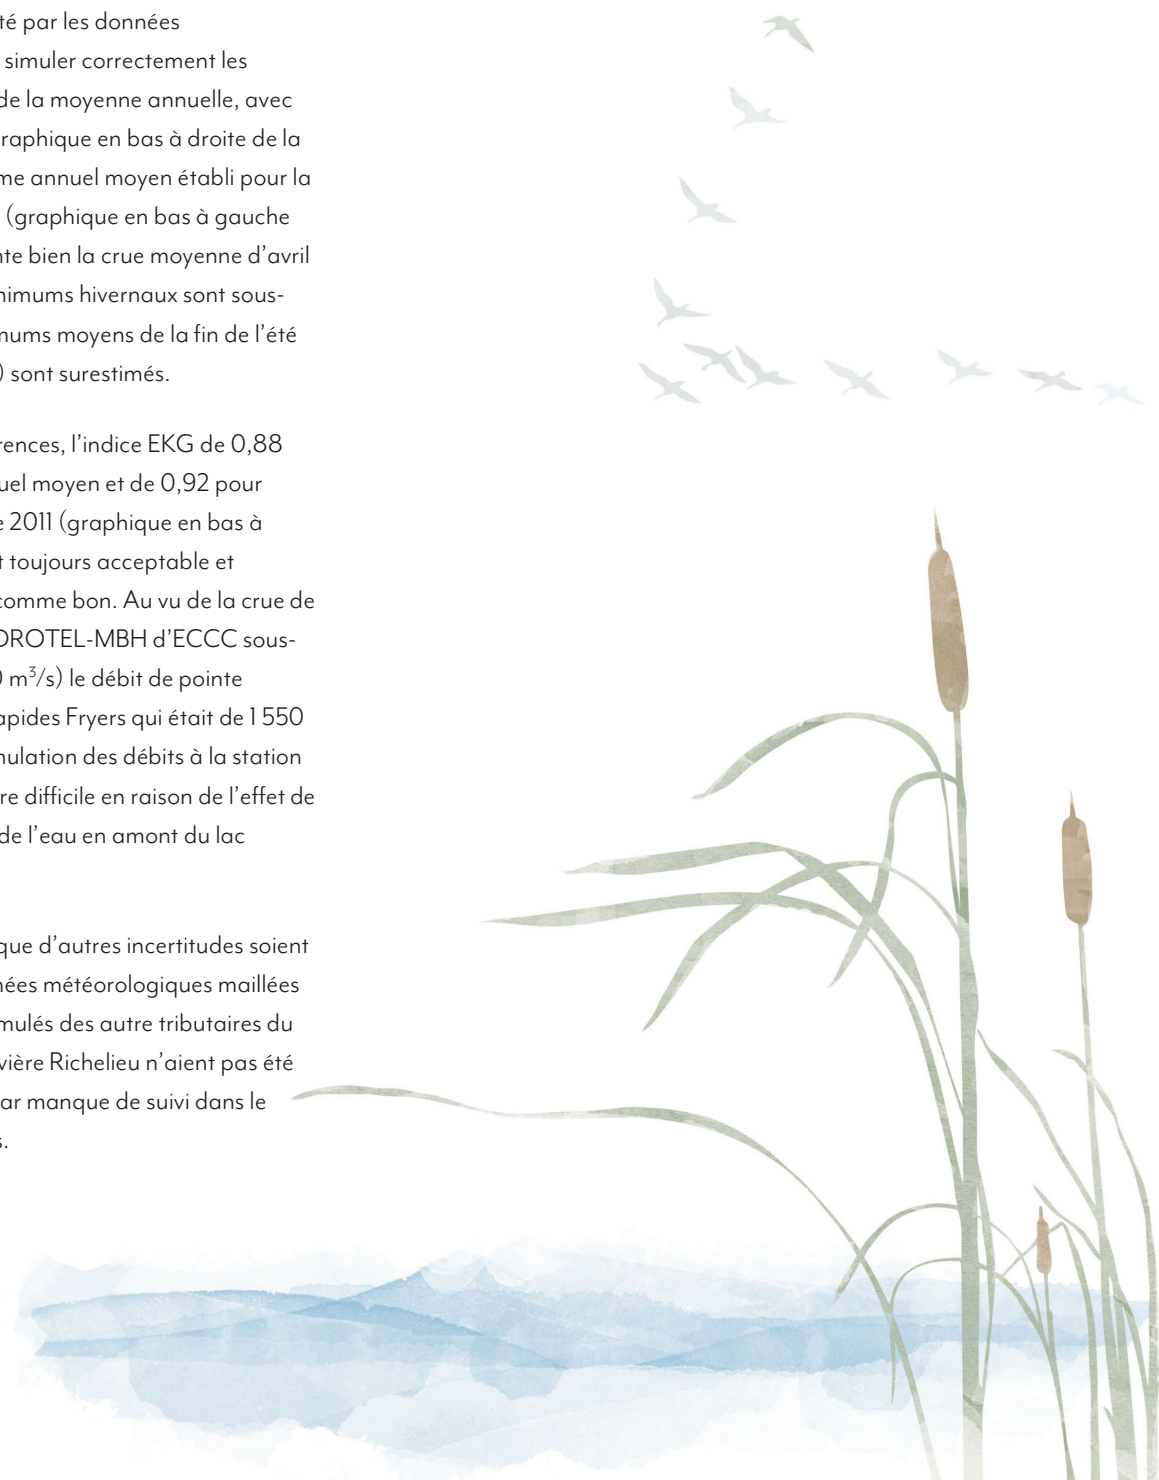 té par les données
simuler correctement les
de la moyenne annuelle, avec
raphique en bas à droite de la
me annuel moyen établi pour la
(graphique en bas à gauche
nte bien la crue moyenne d’avril
nimums hivernaux sont sous-
mums moyens de la fin de l’été
) sont surestimés.
rences, l’indice EKG de 0,88
uel moyen et de 0,92 pour
e 2011 (graphique en bas à
t toujours acceptable et
comme bon. Au vu de la crue de
DROTEL-MBH d’ECCC sous-
0 m³/s) le débit de pointe
apides Fryers qui était de 1 550
mulation des débits à la station
re difficile en raison de l’effet de
de l’eau en amont du lac
que d’autres incertitudes soient
nées météorologiques maillées
mulés des autre tributaires du
vière Richelieu n’aient pas été
ar manque de suivi dans le
s.